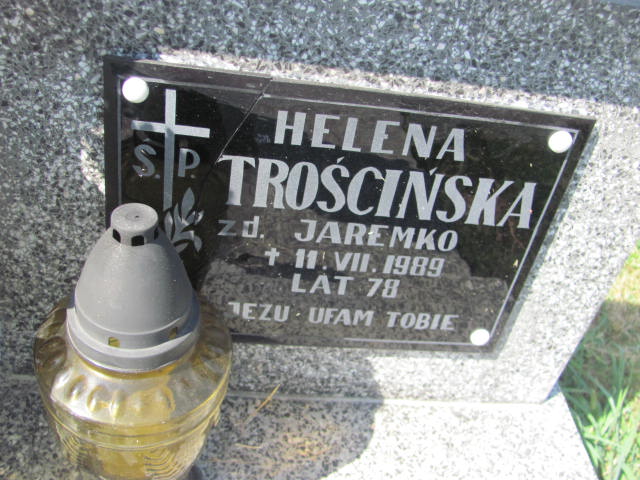 Ś. P.
HELENA
TROŚCIŃSKA
zd. JAREMKO
† 11. VII. 1989
LAT 78
JEZU UFAM TOBIE